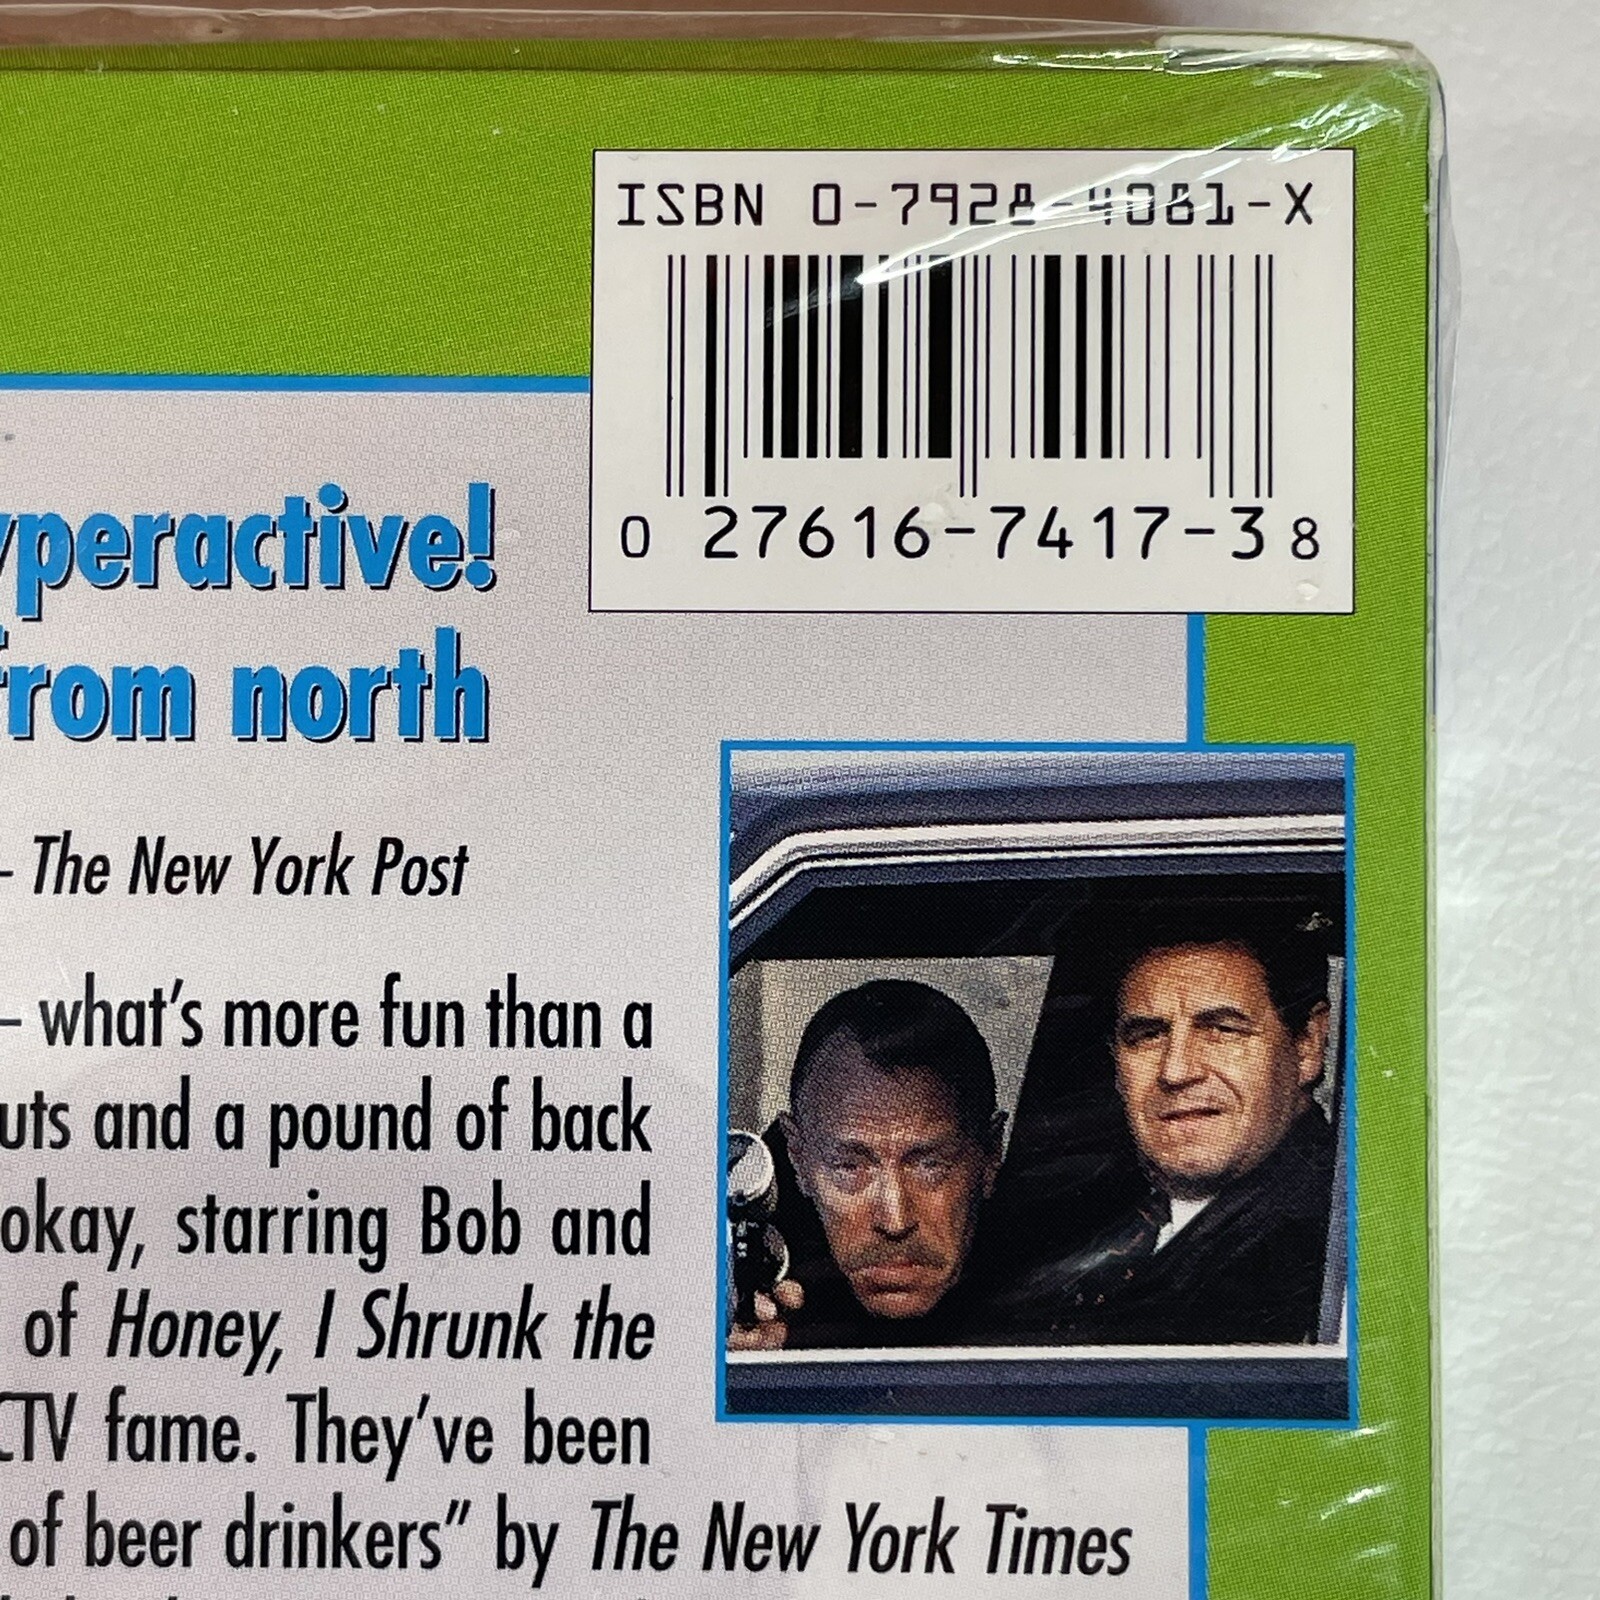 ISBN 0-7928-4081-X
0 27616-7417-3 8
yperactive!
from north
– The New York Post
– what's more fun than a
uts and a pound of back
okay, starring Bob and
of Honey, I Shrunk the
CTV fame. They've been
of beer drinkers" by The New York Times